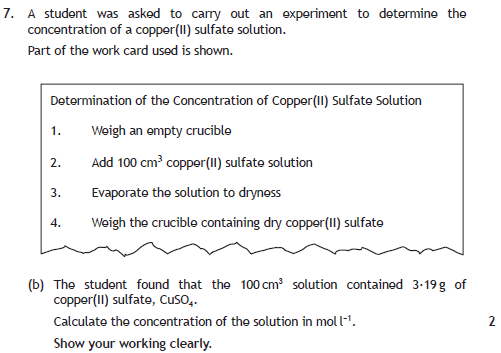 7. A student was asked to carry out an experiment to determine the
concentration of a copper(II) sulfate solution.
Part of the work card used is shown.
Determination of the Concentration of Copper(II) Sulfate Solution
1. Weigh an empty crucible
2. Add 100 cm³ copper(II) sulfate solution
3. Evaporate the solution to dryness
4. Weigh the crucible containing dry copper(II) sulfate
(b) The student found that the 100 cm³ solution contained 3·19 g of
copper(II) sulfate, CuSO₄.
Calculate the concentration of the solution in mol l⁻¹. 2
Show your working clearly.